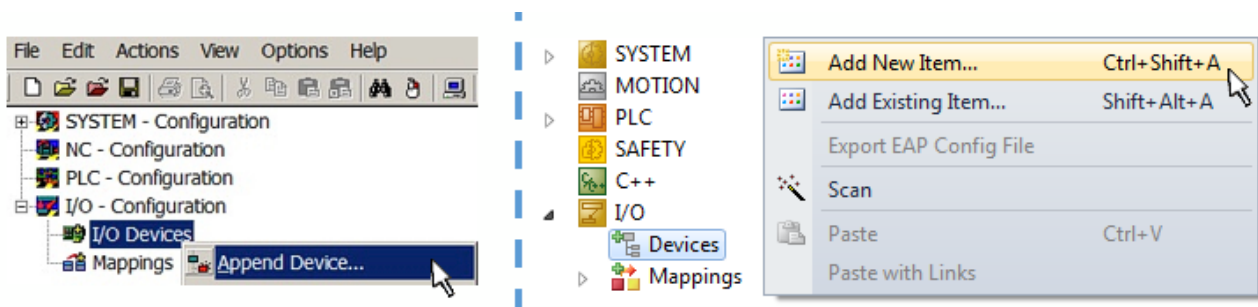 File Edit Actions View Options Help
SYSTEM - Configuration
NC - Configuration
PLC - Configuration
I/O - Configuration
I/O Devices
Mappings
Append Device...
SYSTEM
MOTION
PLC
SAFETY
C++
I/O
Devices
Mappings
Add New Item... Ctrl+Shift+A
Add Existing Item... Shift+Alt+A
Export EAP Config File
Scan
Paste Ctrl+V
Paste with Links